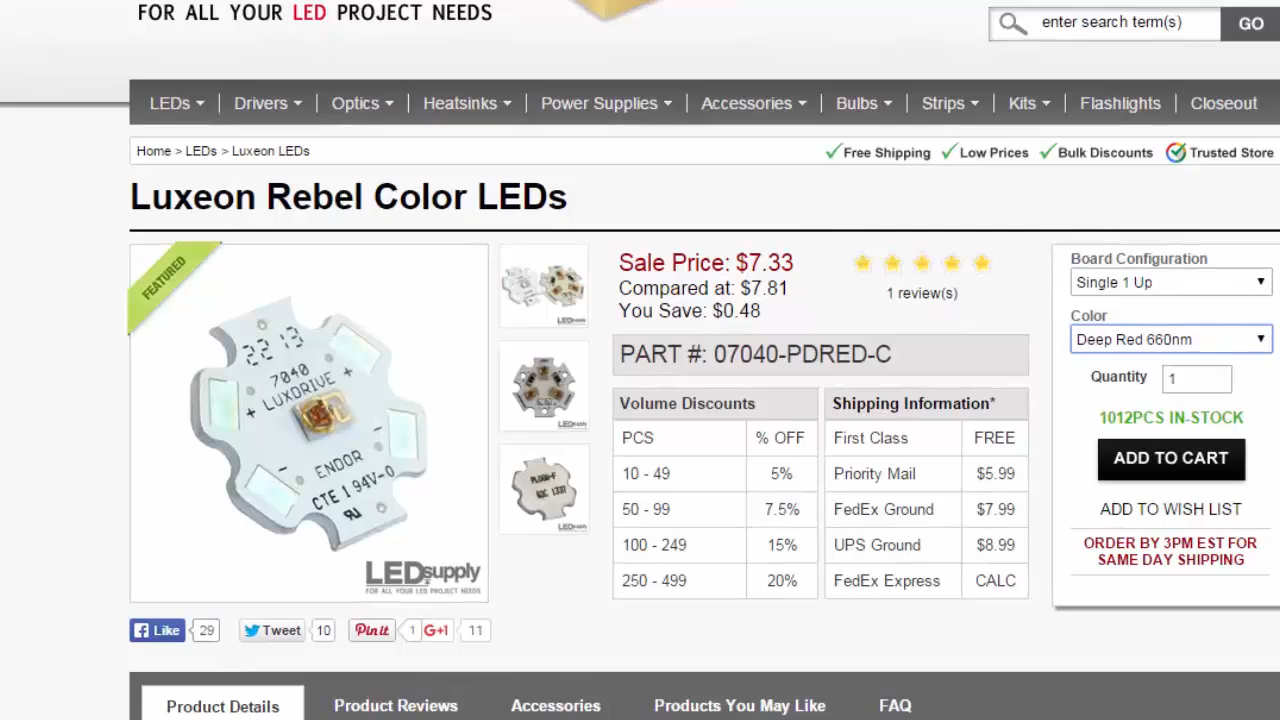 FOR ALL YOUR LED PROJECT NEEDS
enter search term(s)
GO
LEDs
Drivers
Optics
Heatsinks
Power Supplies
Accessories
Bulbs
Strips
Kits
Flashlights
Closeout
Home > LEDs > Luxeon LEDs
Free Shipping
Low Prices
Bulk Discounts
Trusted Store
Luxeon Rebel Color LEDs
FEATURED
2213
7040
LUXDRIVE
ENDOR
CTE 1 94V-0
LEDsupply
FOR ALL YOUR LED PROJECT NEEDS
Sale Price: $7.33
Compared at: $7.81
You Save: $0.48
1 review(s)
PART #: 07040-PDRED-C
Volume Discounts
PCS % OFF
10 - 49 5%
50 - 99 7.5%
100 - 249 15%
250 - 499 20%
Shipping Information*
First Class FREE
Priority Mail $5.99
FedEx Ground $7.99
UPS Ground $8.99
FedEx Express CALC
Board Configuration
Single 1 Up
Color
Deep Red 660nm
Quantity 1
1012PCS IN-STOCK
ADD TO CART
ADD TO WISH LIST
ORDER BY 3PM EST FOR
SAME DAY SHIPPING
Like 29
Tweet 10
Pin it 1
G+1 11
Product Details
Product Reviews
Accessories
Products You May Like
FAQ